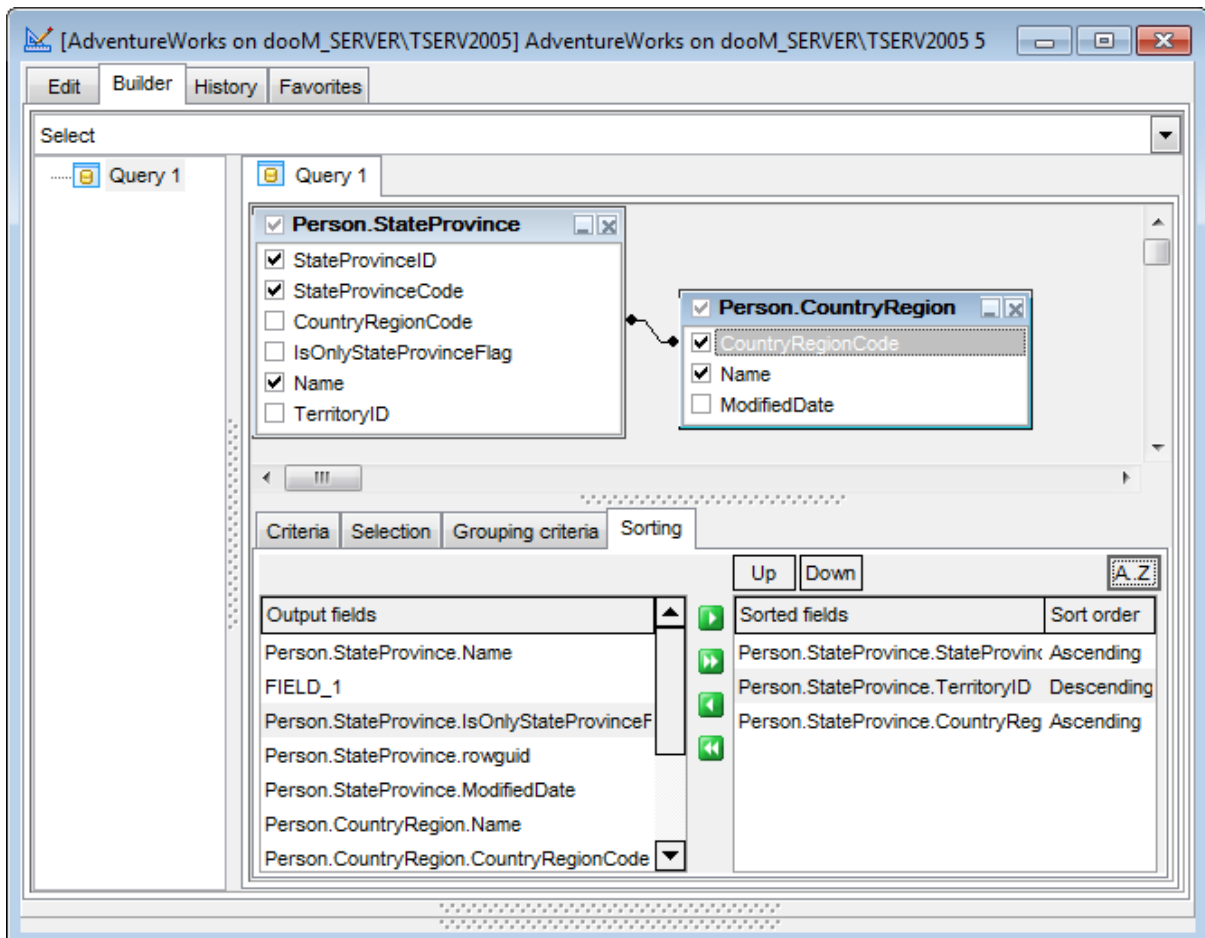 [AdventureWorks on dooM_SERVER\TSERV2005] AdventureWorks on dooM_SERVER\TSERV2005 5
Edit Builder History Favorites
Select
Query 1
Query 1
Person.StateProvince
StateProvinceID
StateProvinceCode
CountryRegionCode
IsOnlyStateProvinceFlag
Name
TerritoryID
Person.CountryRegion
CountryRegionCode
Name
ModifiedDate
Criteria Selection Grouping criteria Sorting
Up Down A..Z
Output fields
Person.StateProvince.Name
FIELD_1
Person.StateProvince.IsOnlyStateProvinceF
Person.StateProvince.rowguid
Person.StateProvince.ModifiedDate
Person.CountryRegion.Name
Person.CountryRegion.CountryRegionCode
Sorted fields Sort order
Person.StateProvince.StateProvinc Ascending
Person.StateProvince.TerritoryID Descending
Person.StateProvince.CountryReg Ascending